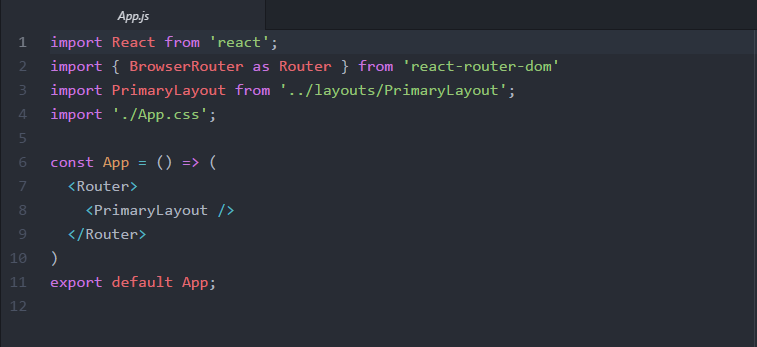 App.js
1 import React from 'react';
2 import { BrowserRouter as Router } from 'react-router-dom'
3 import PrimaryLayout from '../layouts/PrimaryLayout';
4 import './App.css';
5
6 const App = () => (
7   <Router>
8     <PrimaryLayout />
9   </Router>
10 )
11 export default App;
12